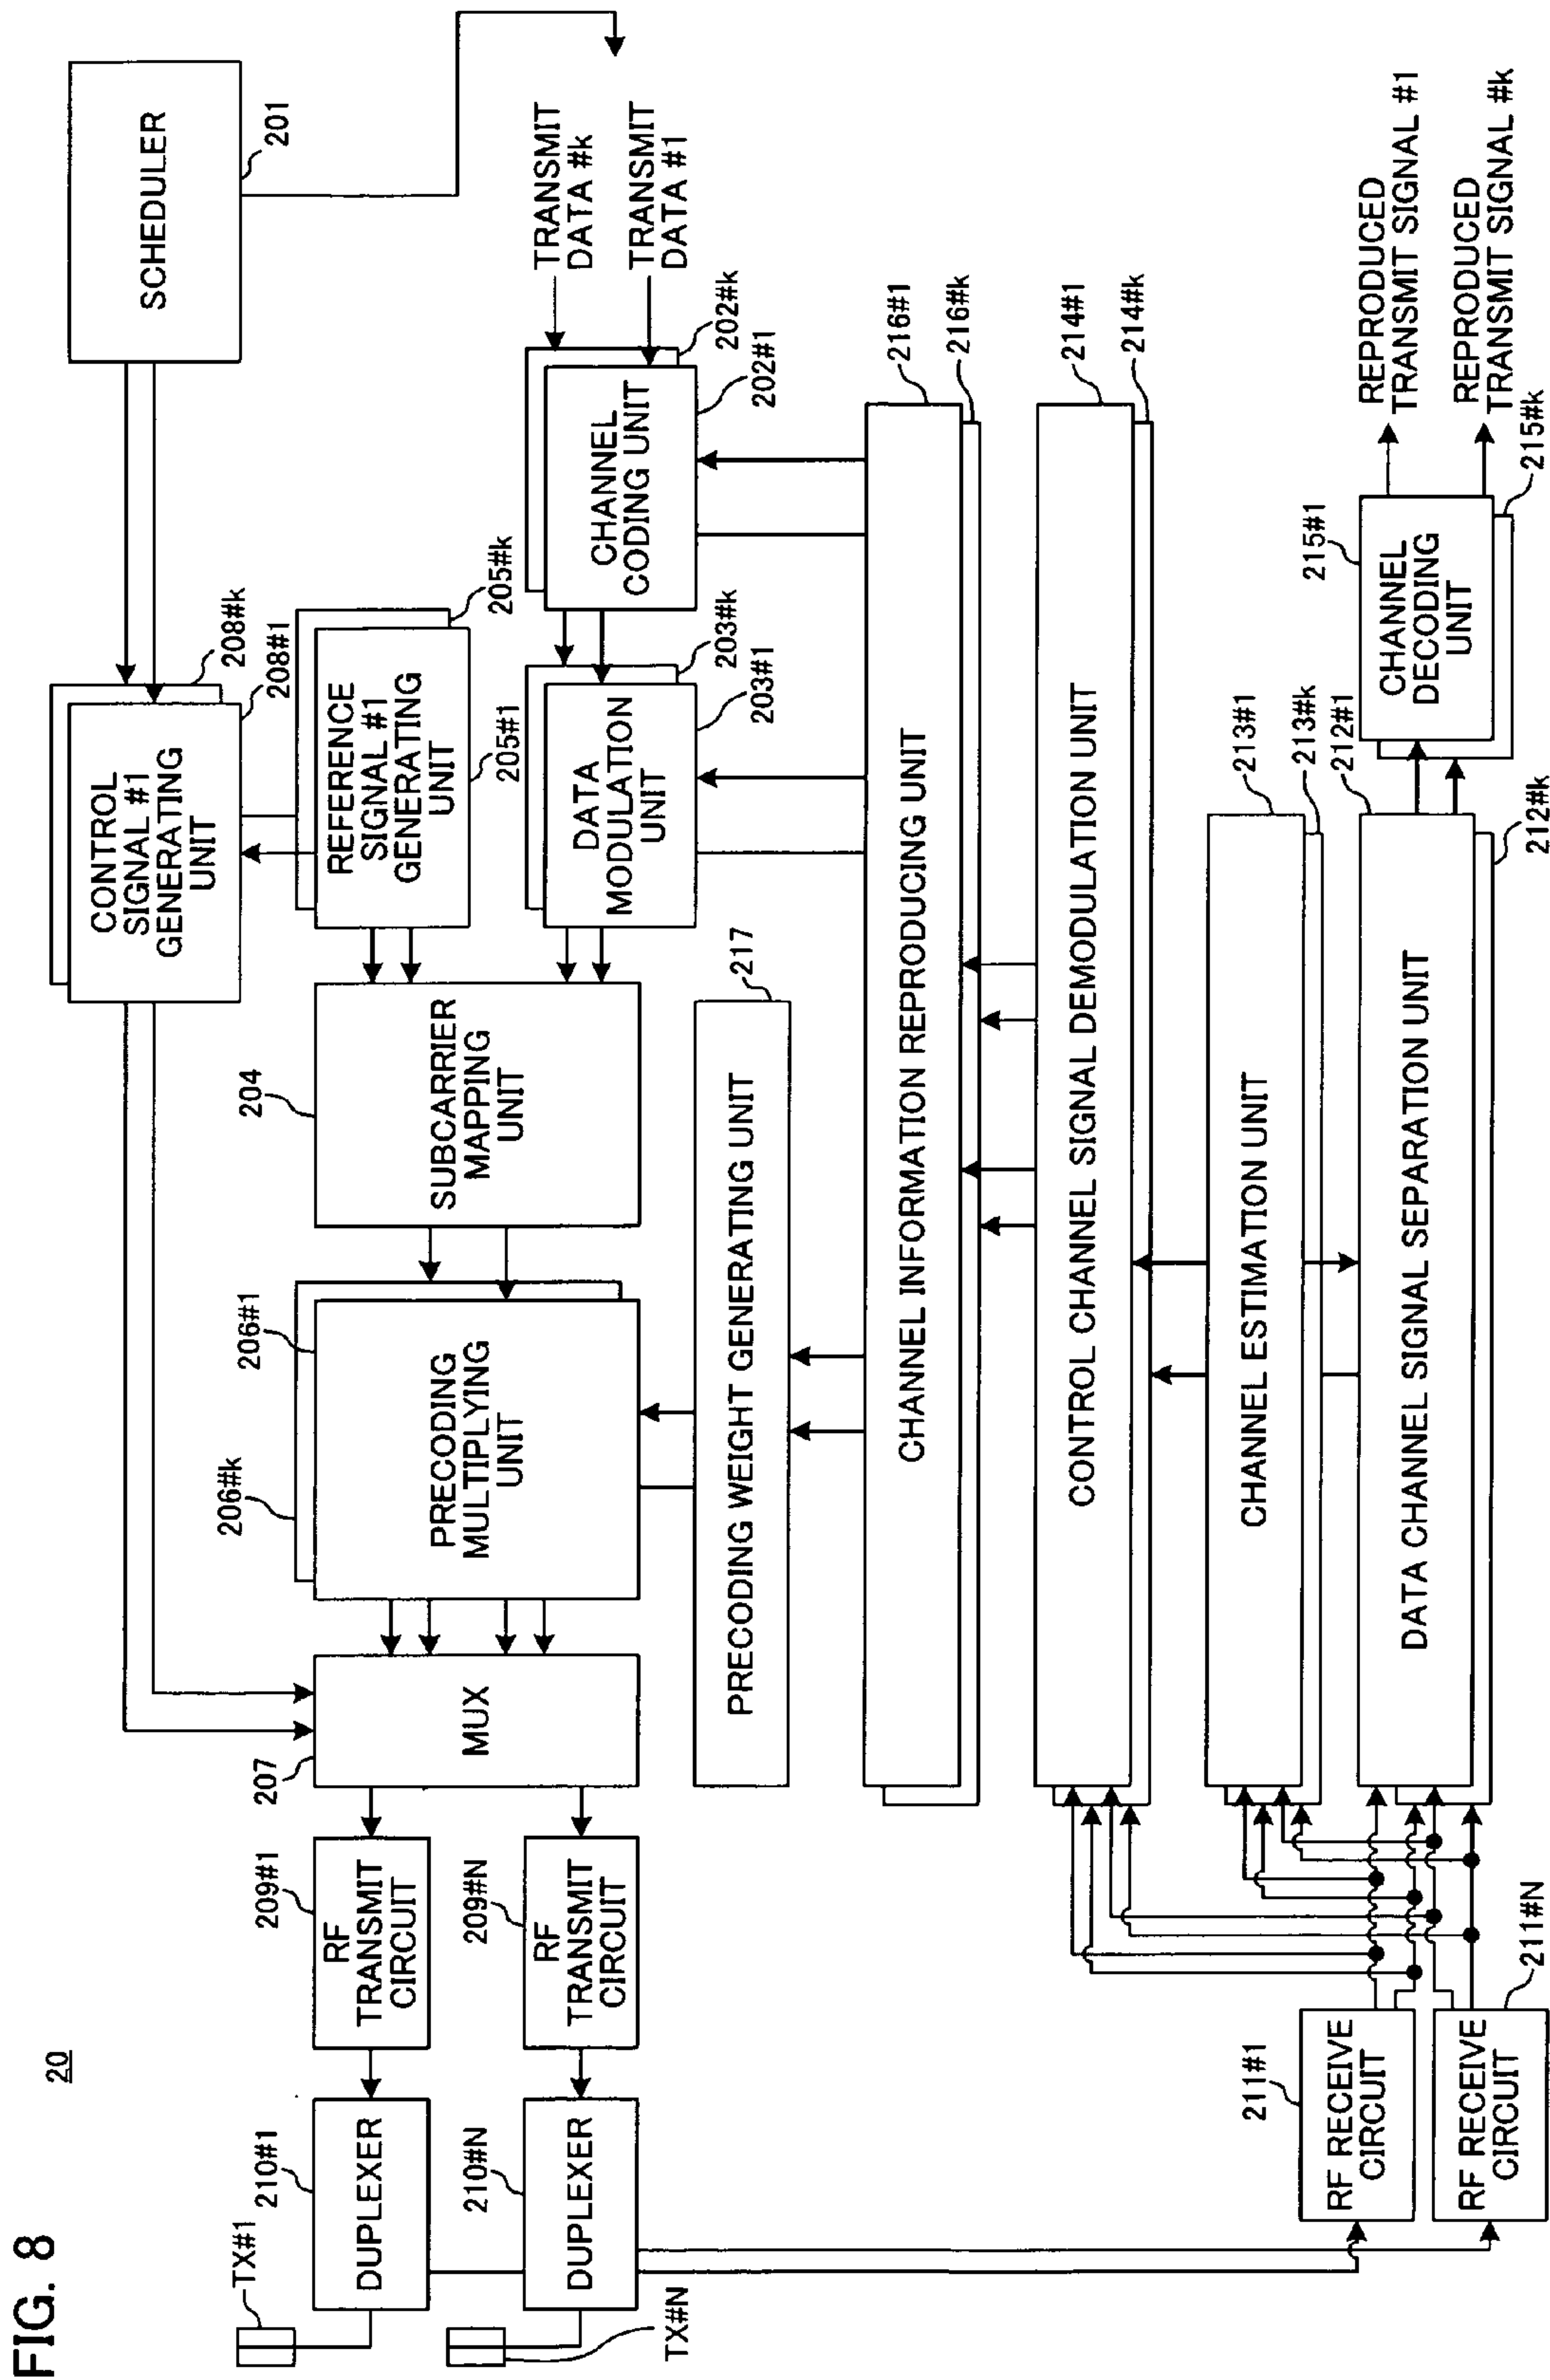 FIG. 8
20
SCHEDULER
201
TRANSMIT
DATA #k
TRANSMIT
DATA #1
CONTROL
SIGNAL #1
GENERATING
UNIT
208#k
208#1
REFERENCE
SIGNAL #1
GENERATING
UNIT
205#k
205#1
CHANNEL
CODING UNIT
202#k
202#1
DATA
MODULATION
UNIT
203#k
203#1
SUBCARRIER
MAPPING
UNIT
204
PRECODING
MULTIPLYING
UNIT
206#1
206#k
MUX
207
RF
TRANSMIT
CIRCUIT
209#1
RF
TRANSMIT
CIRCUIT
209#N
DUPLEXER
210#1
DUPLEXER
210#N
TX#1
TX#N
PRECODING WEIGHT GENERATING UNIT
217
CHANNEL INFORMATION REPRODUCING UNIT
216#1
216#k
CONTROL CHANNEL SIGNAL DEMODULATION UNIT
214#1
214#k
CHANNEL ESTIMATION UNIT
213#1
213#k
DATA CHANNEL SIGNAL SEPARATION UNIT
212#1
212#k
RF RECEIVE
CIRCUIT
211#1
RF RECEIVE
CIRCUIT
211#N
CHANNEL
DECODING
UNIT
215#1
215#k
REPRODUCED
TRANSMIT SIGNAL #1
REPRODUCED
TRANSMIT SIGNAL #k